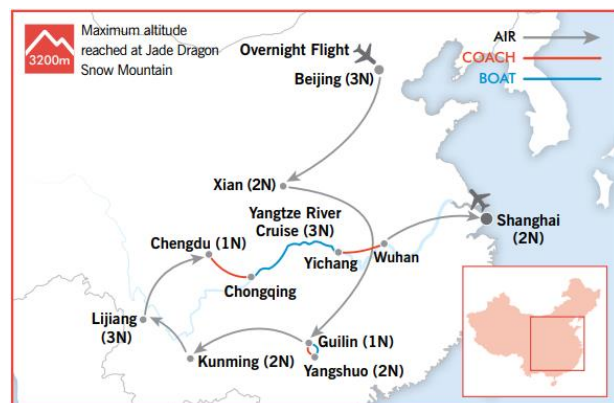 Maximum altitude
reached at Jade Dragon
Snow Mountain
3200m
Overnight Flight
Beijing (3N)
AIR
COACH
BOAT
Xian (2N)
Yangtze River
Cruise (3N)
Chengdu (1N)
Shanghai
(2N)
Yichang
Wuhan
Chongqing
Lijiang
(3N)
Guilin (1N)
Kunming (2N)
Yangshuo (2N)